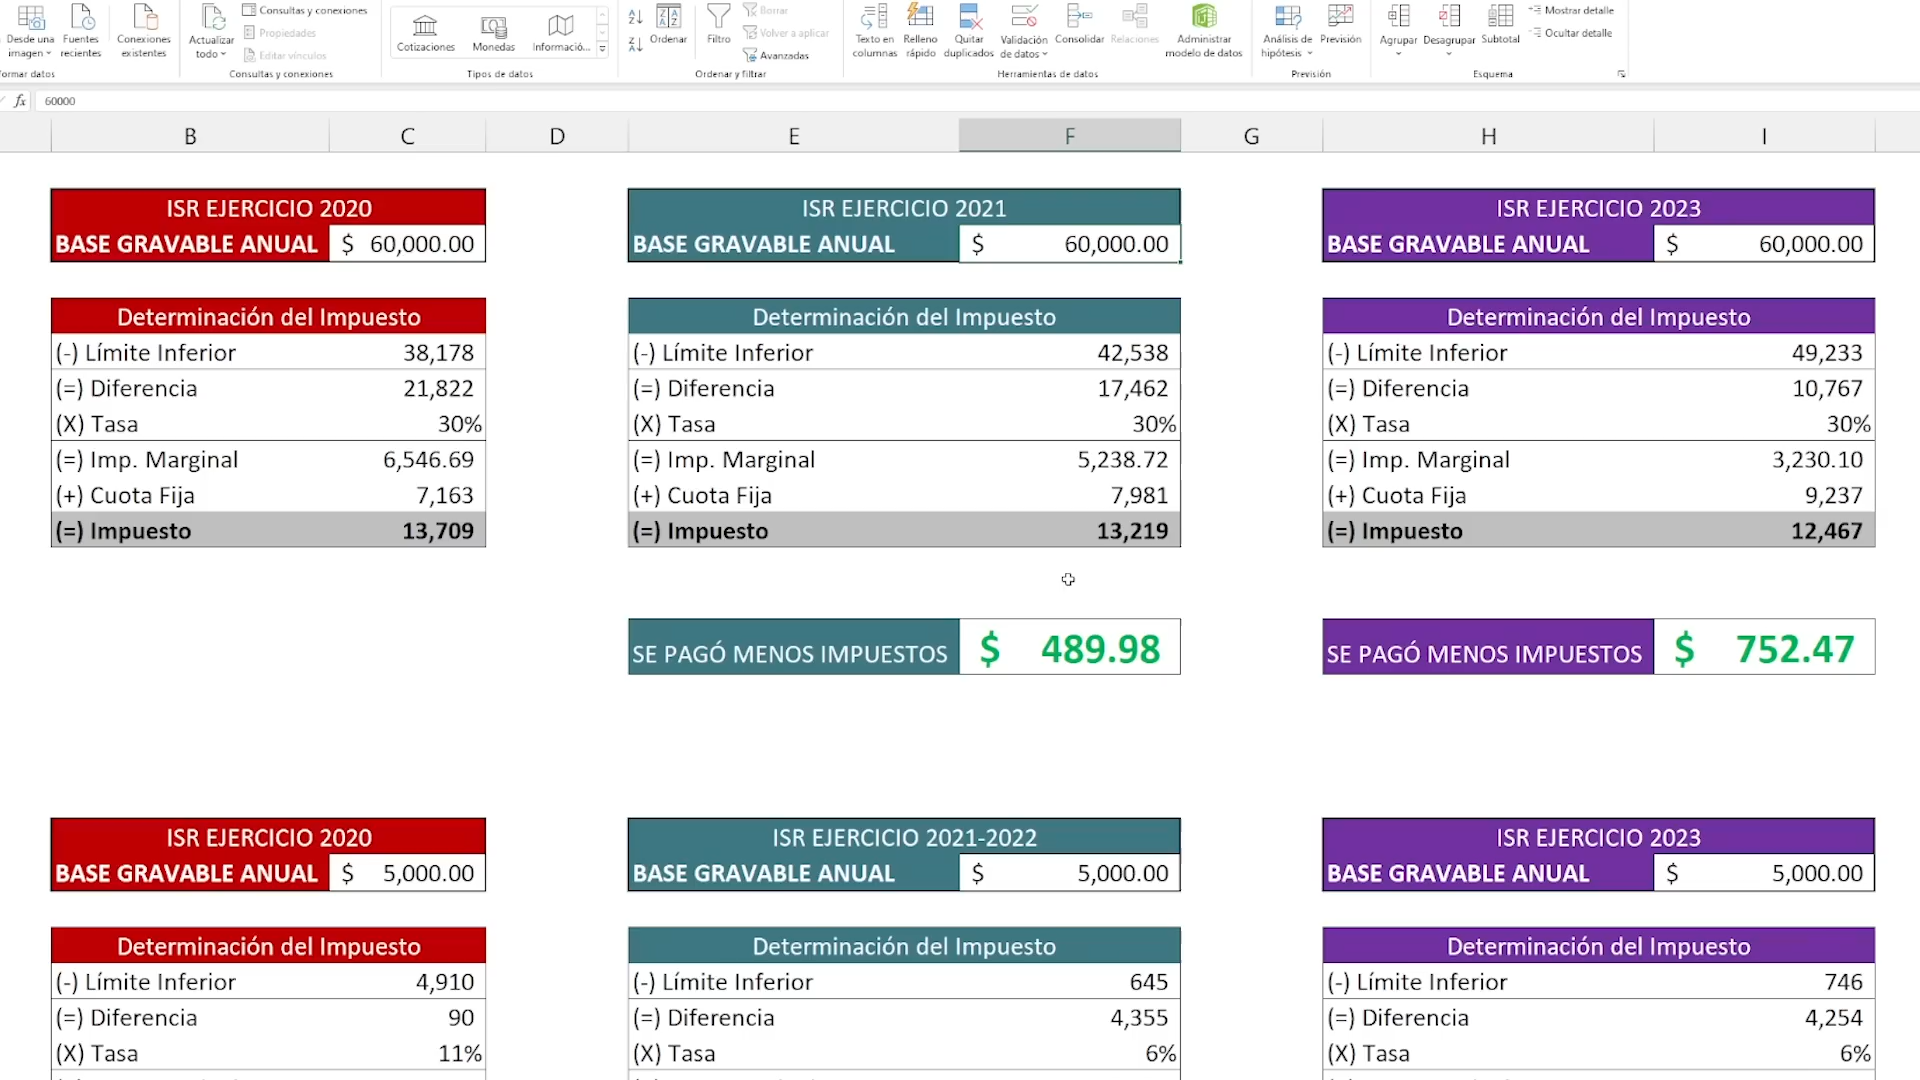 Desde una imagen
Fuentes recientes
Conexiones existentes
Actualizar todo
Consultas y conexiones
Propiedades
Editar vínculos
Consultas y conexiones
Cotizaciones
Monedas
Informació...
Tipos de datos
Ordenar
Filtro
Borrar
Volver a aplicar
Avanzadas
Ordenar y filtrar
Texto en columnas
Relleno rápido
Quitar duplicados
Validación de datos
Consolidar
Relaciones
Administrar modelo de datos
Herramientas de datos
Análisis de hipótesis
Previsión
Previsión
Agrupar
Desagrupar
Subtotal
Mostrar detalle
Ocultar detalle
Esquema
fx 60000
B C D E F G H I
ISR EJERCICIO 2020
BASE GRAVABLE ANUAL $ 60,000.00
Determinación del Impuesto
(-) Límite Inferior 38,178
(=) Diferencia 21,822
(X) Tasa 30%
(=) Imp. Marginal 6,546.69
(+) Cuota Fija 7,163
(=) Impuesto 13,709
ISR EJERCICIO 2021
BASE GRAVABLE ANUAL $ 60,000.00
Determinación del Impuesto
(-) Límite Inferior 42,538
(=) Diferencia 17,462
(X) Tasa 30%
(=) Imp. Marginal 5,238.72
(+) Cuota Fija 7,981
(=) Impuesto 13,219
SE PAGÓ MENOS IMPUESTOS $ 489.98
ISR EJERCICIO 2023
BASE GRAVABLE ANUAL $ 60,000.00
Determinación del Impuesto
(-) Límite Inferior 49,233
(=) Diferencia 10,767
(X) Tasa 30%
(=) Imp. Marginal 3,230.10
(+) Cuota Fija 9,237
(=) Impuesto 12,467
SE PAGÓ MENOS IMPUESTOS $ 752.47
ISR EJERCICIO 2020
BASE GRAVABLE ANUAL $ 5,000.00
Determinación del Impuesto
(-) Límite Inferior 4,910
(=) Diferencia 90
(X) Tasa 11%
ISR EJERCICIO 2021-2022
BASE GRAVABLE ANUAL $ 5,000.00
Determinación del Impuesto
(-) Límite Inferior 645
(=) Diferencia 4,355
(X) Tasa 6%
ISR EJERCICIO 2023
BASE GRAVABLE ANUAL $ 5,000.00
Determinación del Impuesto
(-) Límite Inferior 746
(=) Diferencia 4,254
(X) Tasa 6%